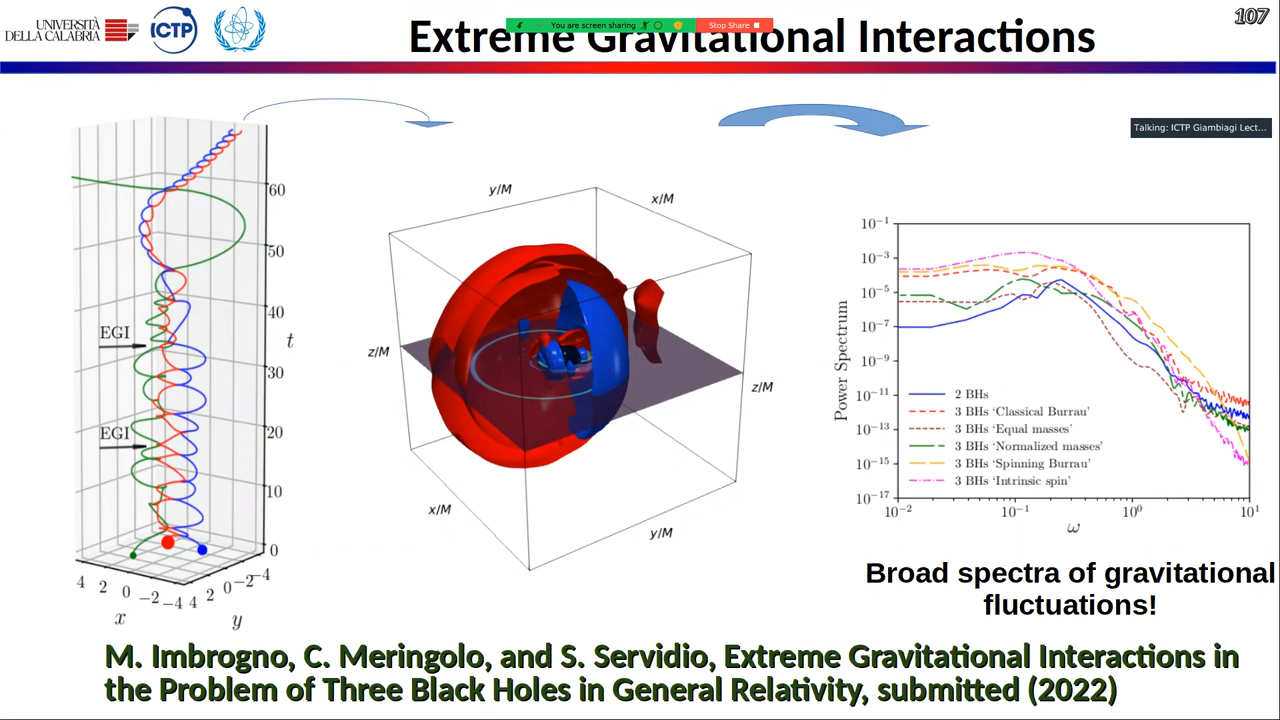 UNIVERSITÀ
DELLA CALABRIA
ICTP
You are screen sharing
Stop Share
107
Extreme Gravitational Interactions
Talking: ICTP Giambiagi Lect...
60
50
40
30
20
10
0
t
EGI
EGI
4 2 0 −2 −4
x
4 2 0 −2 −4
y
y/M
x/M
z/M
z/M
x/M
y/M
10⁻¹
10⁻³
10⁻⁵
10⁻⁷
10⁻⁹
10⁻¹¹
10⁻¹³
10⁻¹⁵
10⁻¹⁷
Power Spectrum
2 BHs
3 BHs ‘Classical Burrau’
3 BHs ‘Equal masses’
3 BHs ‘Normalized masses’
3 BHs ‘Spinning Burrau’
3 BHs ‘Intrinsic spin’
10⁻² 10⁻¹ 10⁰ 10¹
ω
Broad spectra of gravitational
fluctuations!
M. Imbrogno, C. Meringolo, and S. Servidio, Extreme Gravitational Interactions in
the Problem of Three Black Holes in General Relativity, submitted (2022)